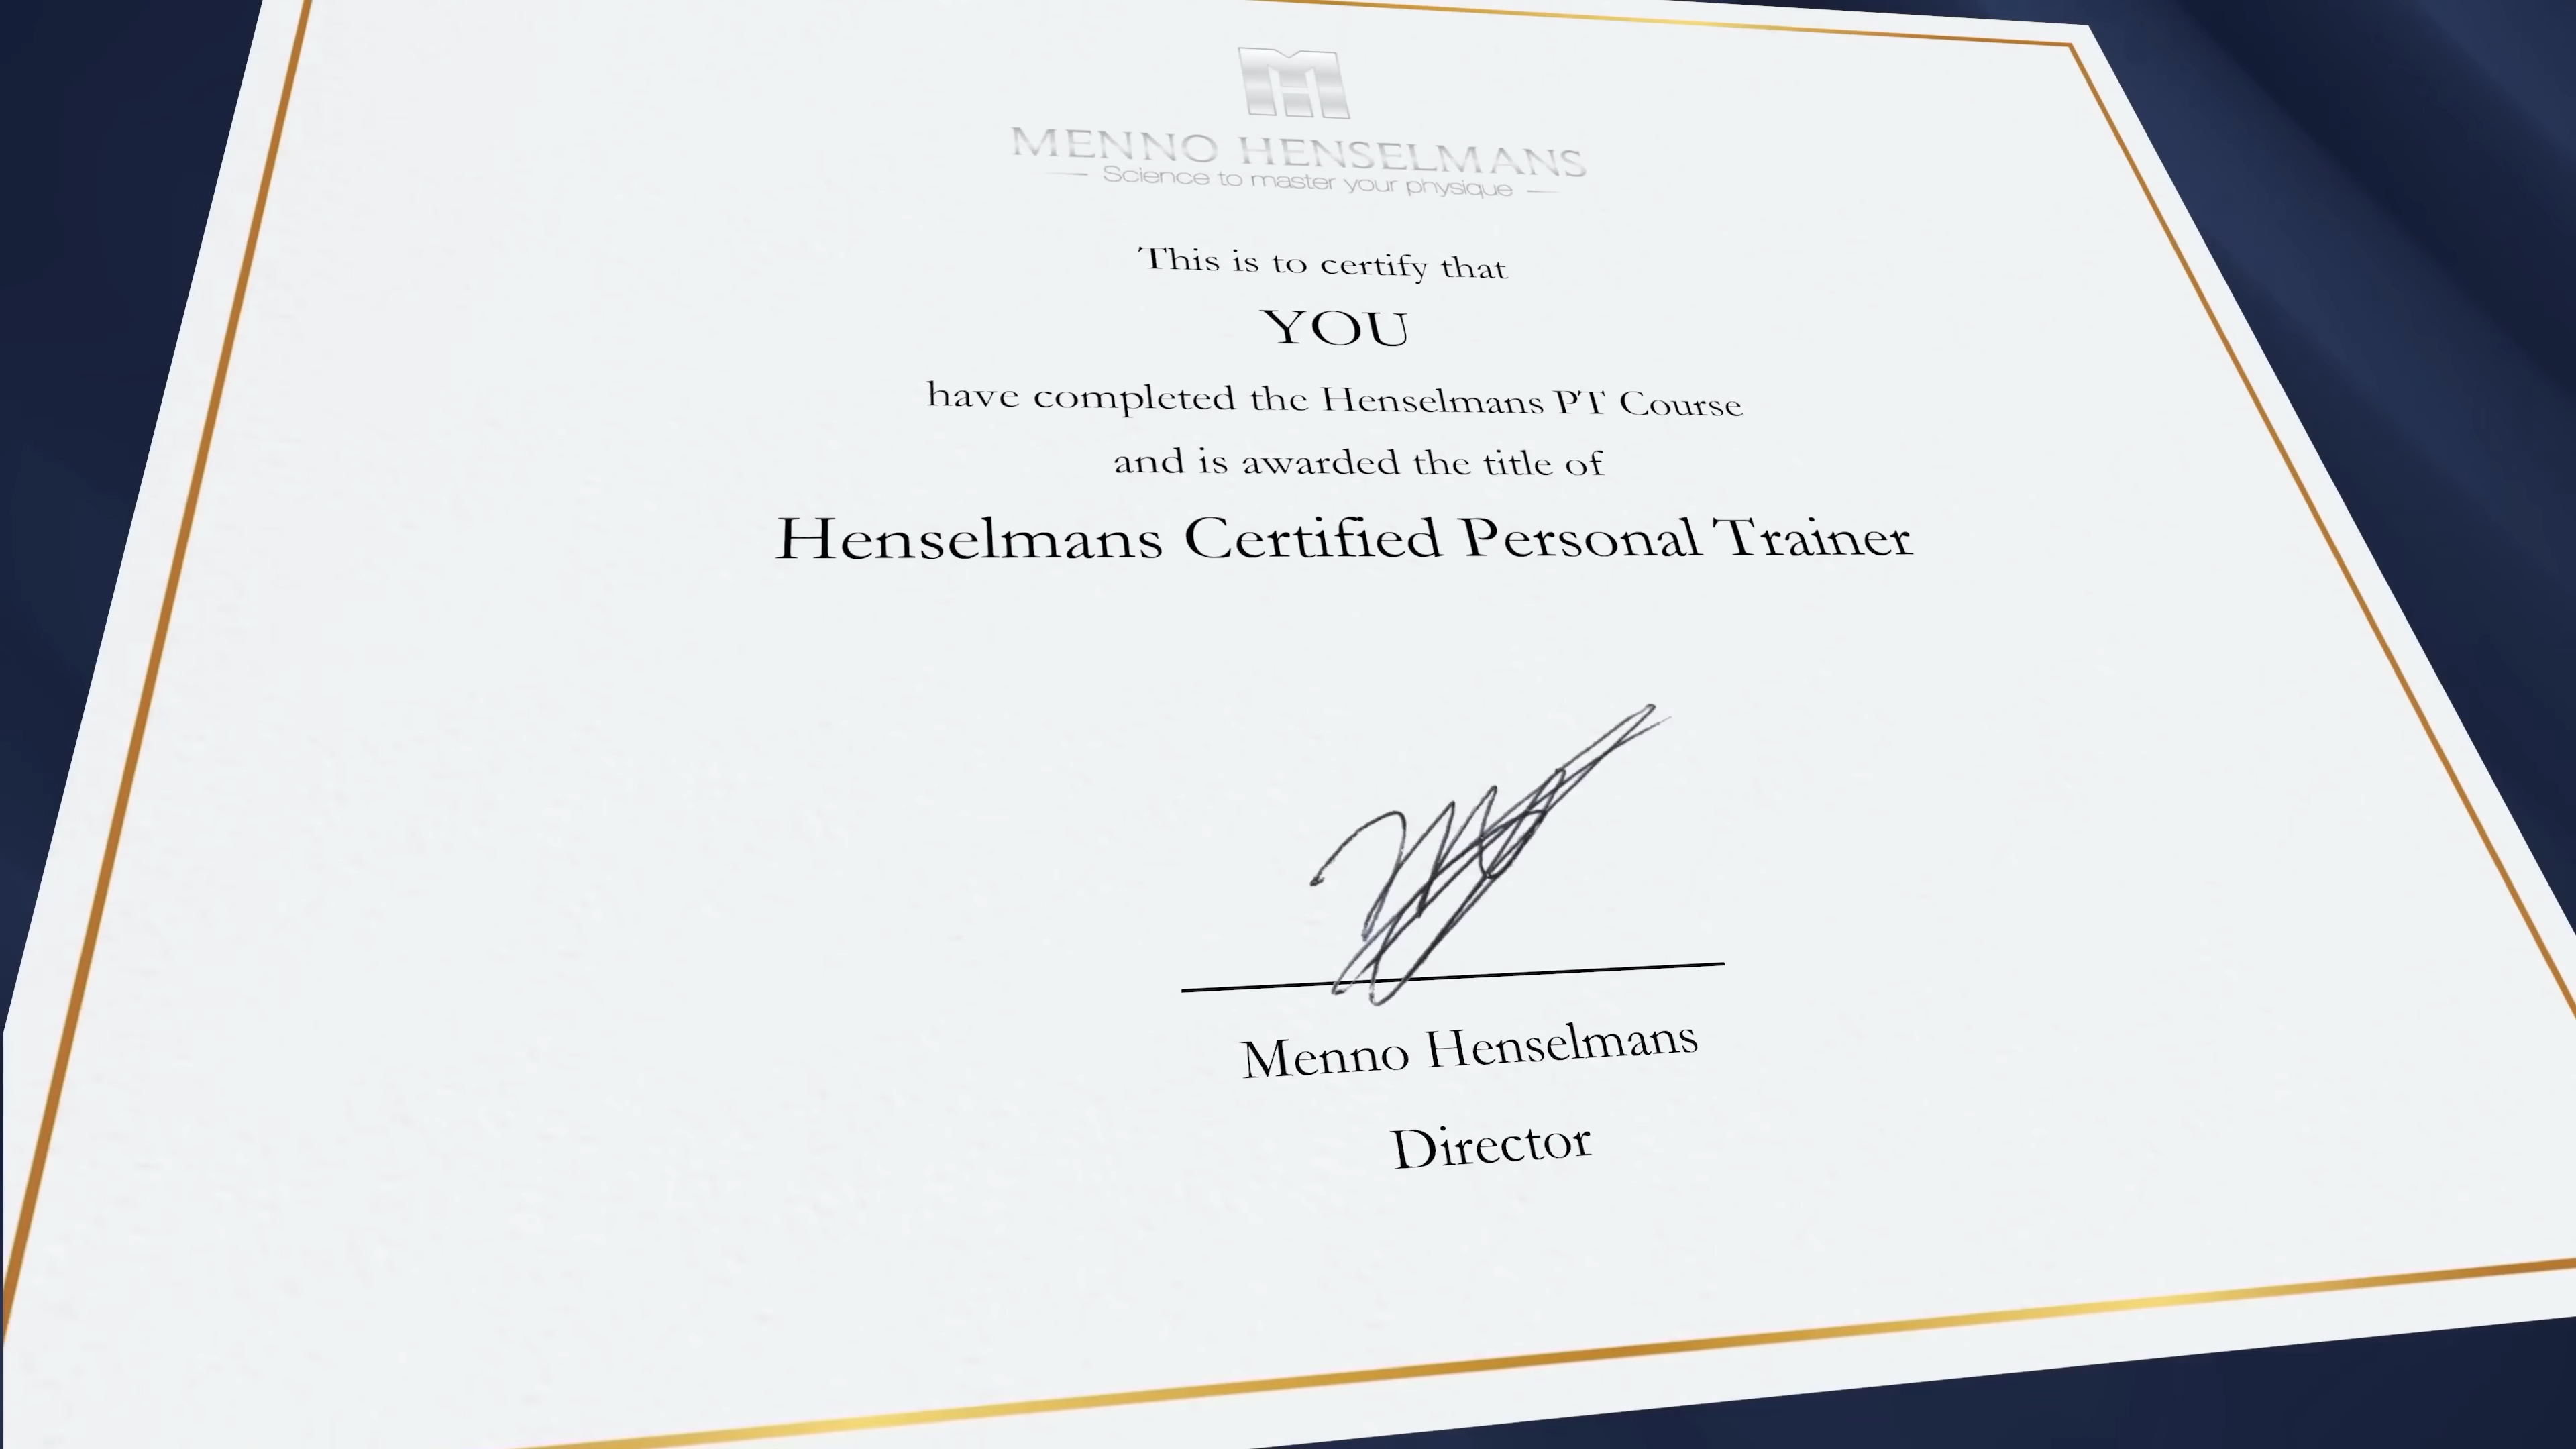 MENNO HENSELMANS
Science to master your physique
This is to certify that
YOU
have completed the Henselmans PT Course
and is awarded the title of
Henselmans Certified Personal Trainer
Menno Henselmans
Director